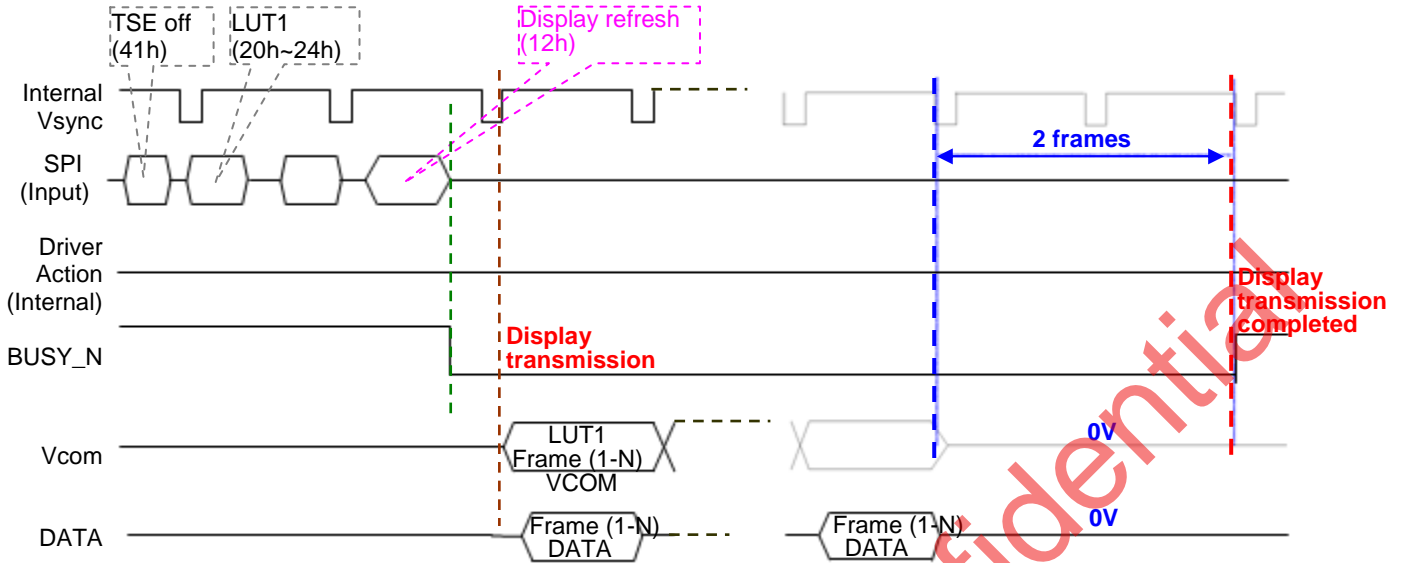 TSE off
(41h)
LUT1
(20h~24h)
Display refresh
(12h)
Internal
Vsync
2 frames
SPI
(Input)
Driver
Action
(Internal)
Display
transmission
completed
BUSY_N
Display
transmission
Vcom
LUT1
Frame (1-N)
VCOM
0V
DATA
Frame (1-N)
DATA
Frame (1-N)
DATA
0V
fidential